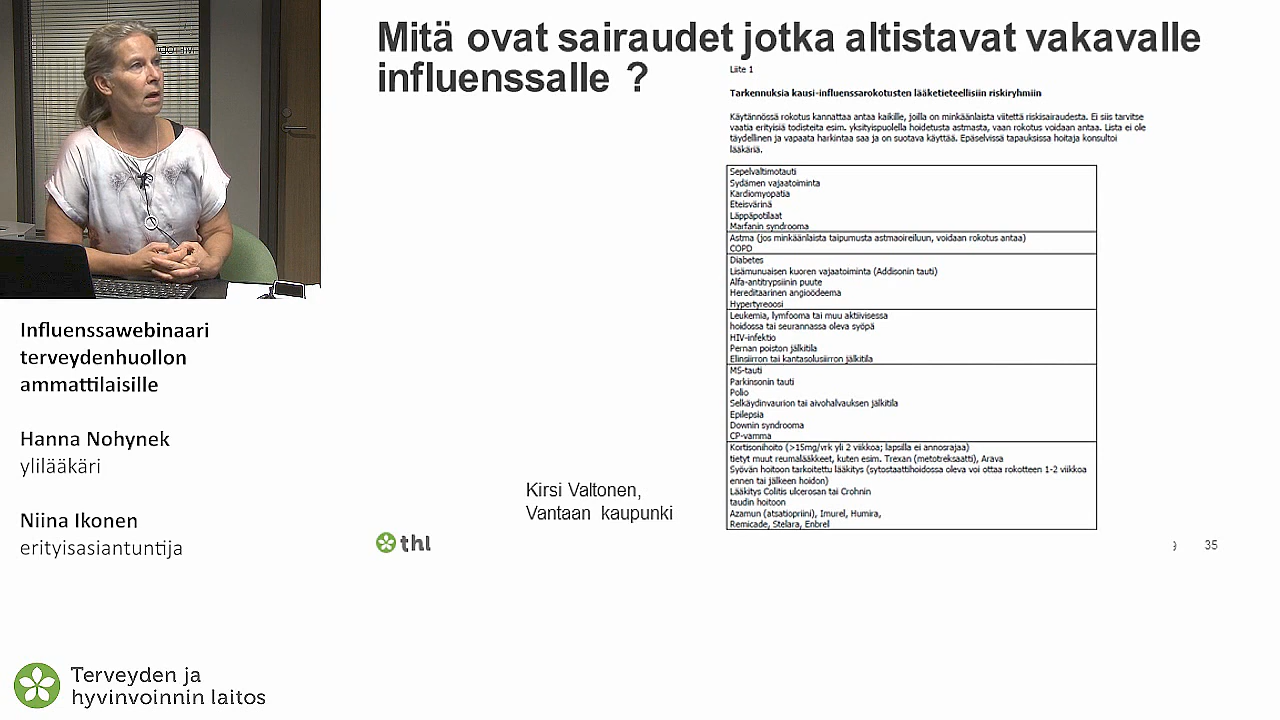 Mitä ovat sairaudet jotka altistavat vakavalle
influenssalle ?
Liite 1
Tarkennuksia kausi-influenssarokotusten lääketieteellisiin riskiryhmiin
Käytännössä rokotus kannattaa antaa kaikille, joilla on minkäänlaista viitettä riskisairaudesta. Ei siis tarvitse
vaatia erityisiä todisteita esim. yksityispuolella hoidetusta astmasta, vaan rokotus voidaan antaa. Lista ei ole
täydellinen ja vapaata harkintaa saa ja on suotava käyttää. Epäselvissä tapauksissa hoitaja konsultoi
lääkäriä.
Sepelvaltimotauti
Sydämen vajaatoiminta
Kardiomyopatia
Eteisvärinä
Läppäpotilaat
Marfanin syndrooma
Astma (jos minkäänlaista taipumusta astmaoireiluun, voidaan rokotus antaa)
COPD
Diabetes
Lisämunuaisen kuoren vajaatoiminta (Addisonin tauti)
Alfa-antitrypsiinin puute
Hereditaarinen angioödeema
Hypertyreoosi
Leukemia, lymfooma tai muu aktiivisessa
hoidossa tai seurannassa oleva syöpä
HIV-infektio
Pernan poiston jälkitila
Elinsiirron tai kantasolusiirron jälkitila
MS-tauti
Parkinsonin tauti
Polio
Selkäydinvaurion tai aivohalvauksen jälkitila
Epilepsia
Downin syndrooma
CP-vamma
Kortisonihoito (>15mg/vrk yli 2 viikkoa; lapsilla ei annosrajaa)
tietyt muut reumalääkkeet, kuten esim. Trexan (metotreksaatti), Arava
Syövän hoitoon tarkoitettu lääkitys (sytostaattihoidossa oleva voi ottaa rokotteen 1-2 viikkoa
ennen tai jälkeen hoidon)
Lääkitys Colitis ulcerosan tai Crohnin
taudin hoitoon
Azamun (atsatiopriini), Imurel, Humira,
Remicade, Stelara, Enbrel
Kirsi Valtonen,
Vantaan kaupunki
thl
9 35
Influenssawebinaari
terveydenhuollon
ammattilaisille
Hanna Nohynek
ylilääkäri
Niina Ikonen
erityisasiantuntija
Terveyden ja
hyvinvoinnin laitos